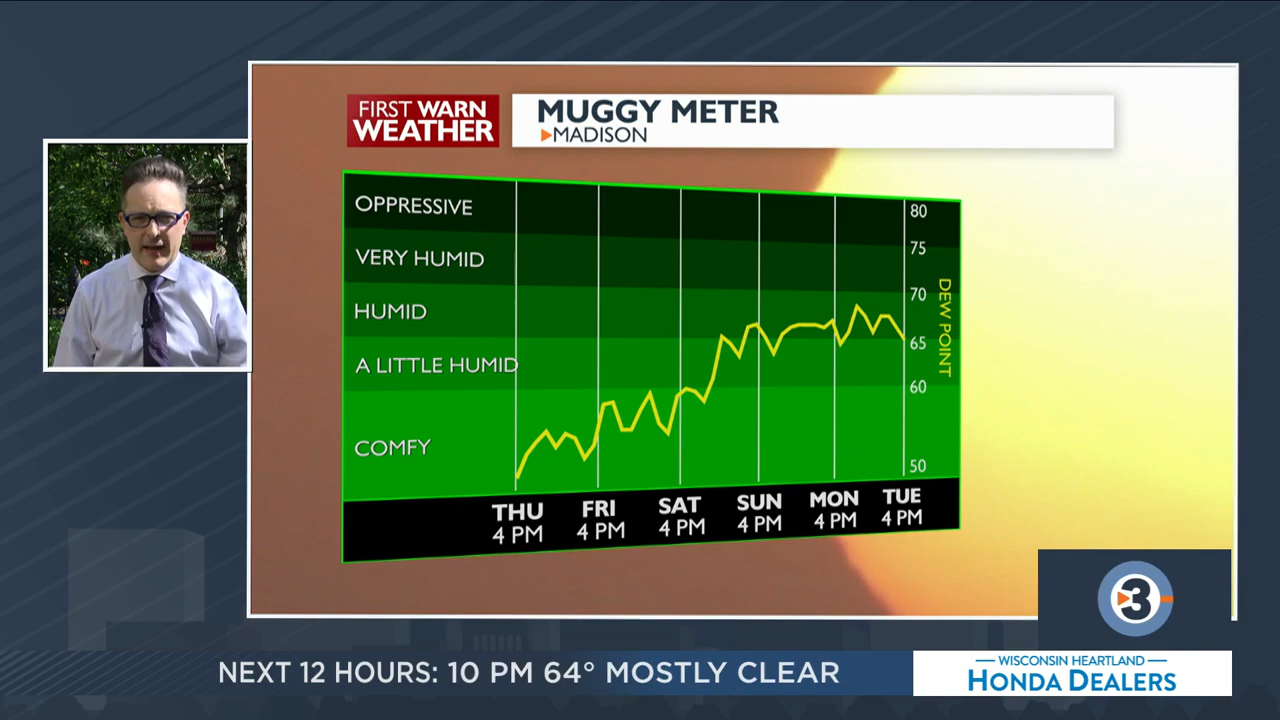 FIRST WARN
WEATHER
MUGGY METER
MADISON
OPPRESSIVE
VERY HUMID
HUMID
A LITTLE HUMID
COMFY
80
75
70
65
60
50
DEW POINT
THU FRI SAT SUN MON TUE
4 PM 4 PM 4 PM 4 PM 4 PM 4 PM
3
NEXT 12 HOURS: 10 PM 64° MOSTLY CLEAR
WISCONSIN HEARTLAND
HONDA DEALERS